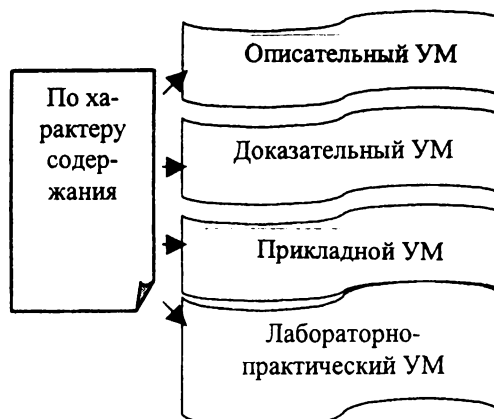 По ха-
рактеру
содер-
жания
Описательный УМ
Доказательный УМ
Прикладной УМ
Лабораторно-
практический УМ